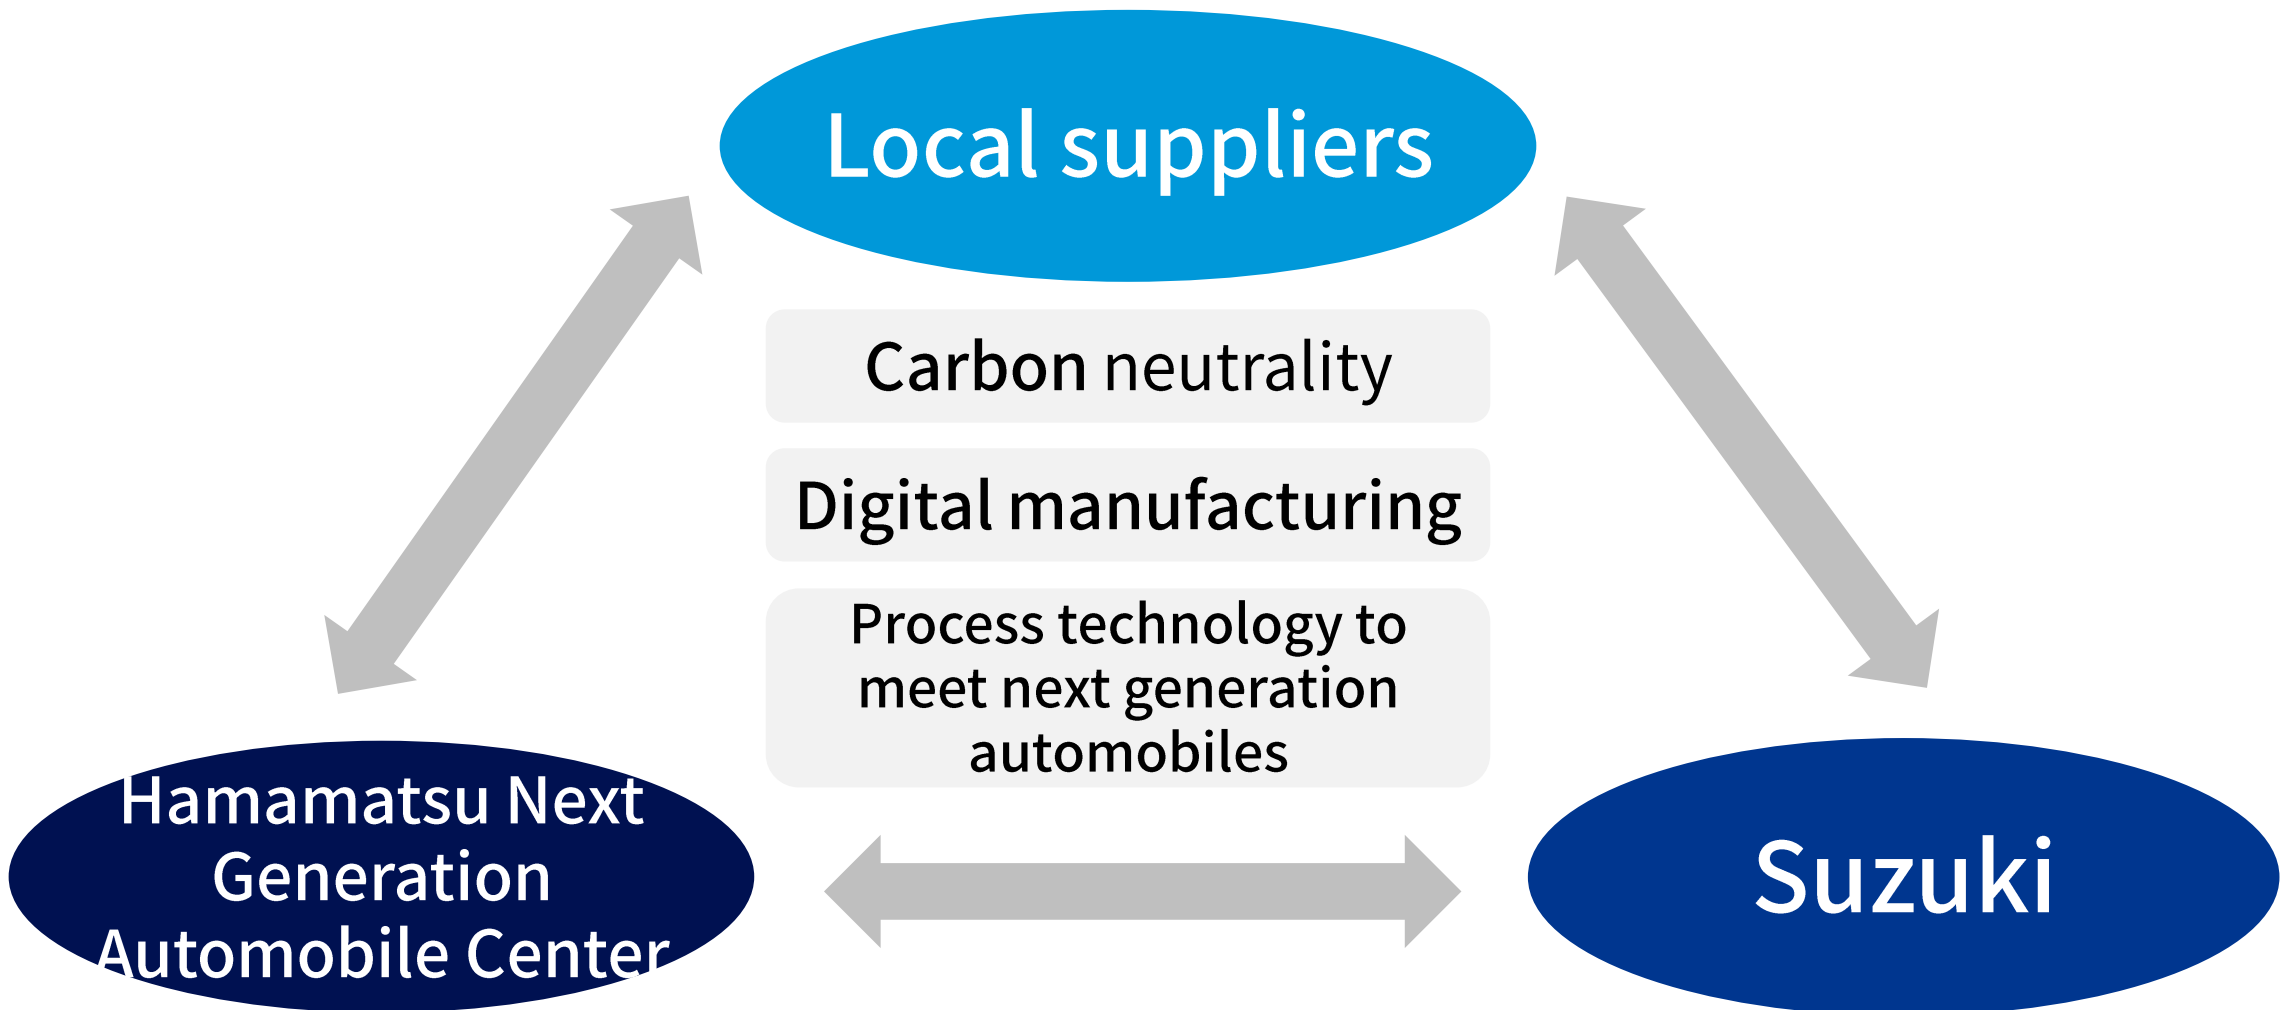 Local suppliers
Carbon neutrality
Digital manufacturing
Process technology to
meet next generation
automobiles
Hamamatsu Next
Generation
Automobile Center
Suzuki